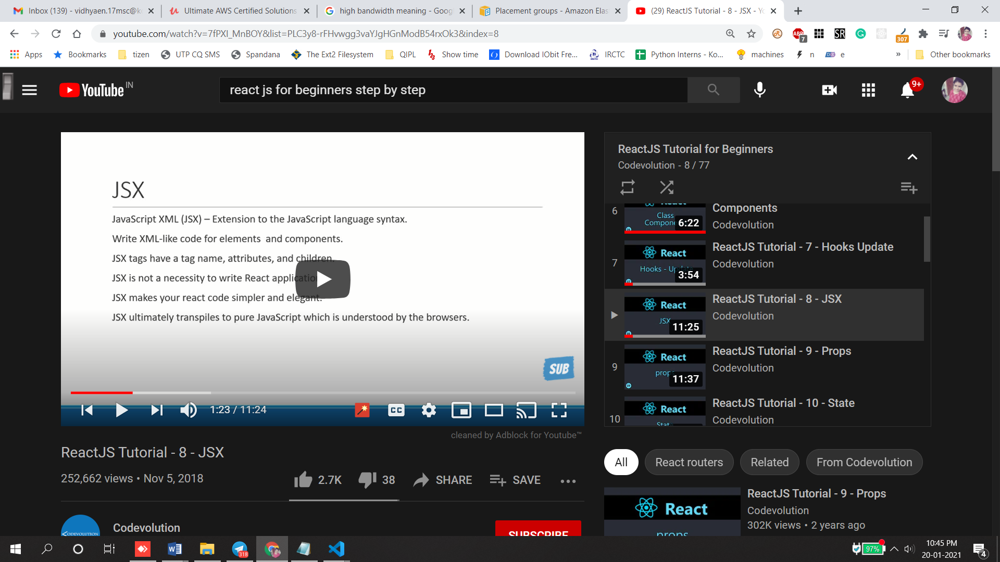 Inbox (139) - vidhyaen.17msc@k
Ultimate AWS Certified Solutions
high bandwidth meaning - Goog
Placement groups - Amazon Elas
(29) ReactJS Tutorial - 8 - JSX - Yo
youtube.com/watch?v=7fPXI_MnBOY&list=PLC3y8-rFHvwgg3vaYJgHGnModB54rxOk3&index=8
ABP
7
SR
307
Apps
Bookmarks
tizen
UTP CQ SMS
Spandana
The Ext2 Filesystem
QIPL
Show time
Download IObit Fre...
IRCTC
Python Interns - Ko...
machines
n
e
»
Other bookmarks
YouTube IN
react js for beginners step by step
9+
JSX
JavaScript XML (JSX) – Extension to the JavaScript language syntax.
Write XML-like code for elements and components.
JSX tags have a tag name, attributes, and children.
JSX is not a necessity to write React application
JSX makes your react code simpler and elegant.
JSX ultimately transpiles to pure JavaScript which is understood by the browsers.
SUB
1:23 / 11:24
CC
cleaned by Adblock for Youtube™
ReactJS Tutorial - 8 - JSX
252,662 views • Nov 5, 2018
2.7K
38
SHARE
SAVE
Codevolution
SUBSCRIBE
CODEVOLUTION
ReactJS Tutorial for Beginners
Codevolution - 8 / 77
6
Class
Compone
6:22
Components
Codevolution
7
React
Hooks - Update
3:54
ReactJS Tutorial - 7 - Hooks Update
Codevolution
React
JSX
11:25
ReactJS Tutorial - 8 - JSX
Codevolution
9
React
props
11:37
ReactJS Tutorial - 9 - Props
Codevolution
10
React
Stat
ReactJS Tutorial - 10 - State
Codevolution
All
React routers
Related
From Codevolution
React
props
ReactJS Tutorial - 9 - Props
Codevolution
302K views • 2 years ago
318
97%
10:45 PM
20-01-2021
4